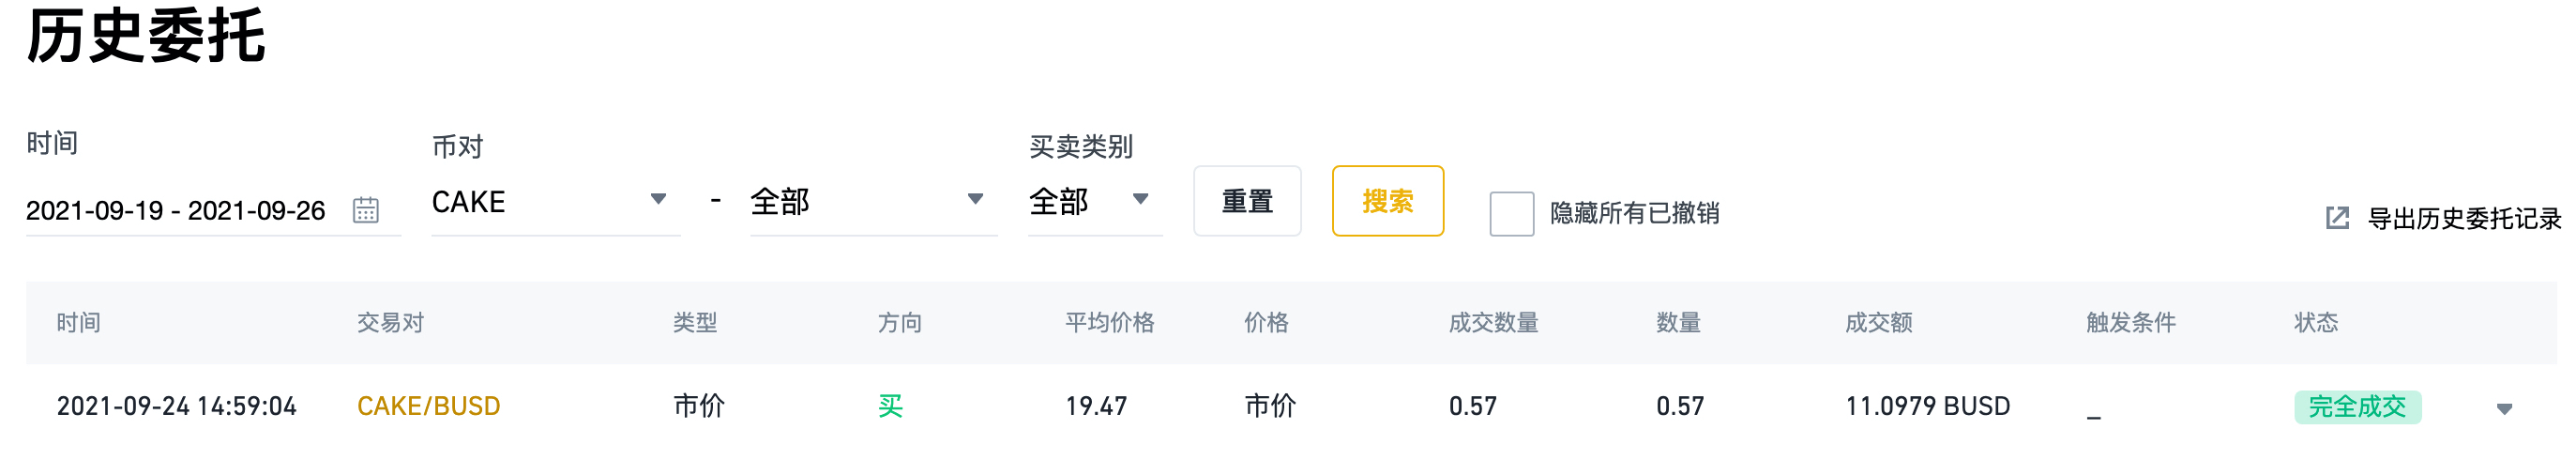 历史委托
时间 币对 买卖类别
2021-09-19 - 2021-09-26 CAKE - 全部 全部 重置 搜索 隐藏所有已撤销 导出历史委托记录
时间 交易对 类型 方向 平均价格 价格 成交数量 数量 成交额 触发条件 状态
2021-09-24 14:59:04 CAKE/BUSD 市价 买 19.47 市价 0.57 0.57 11.0979 BUSD _ 完全成交